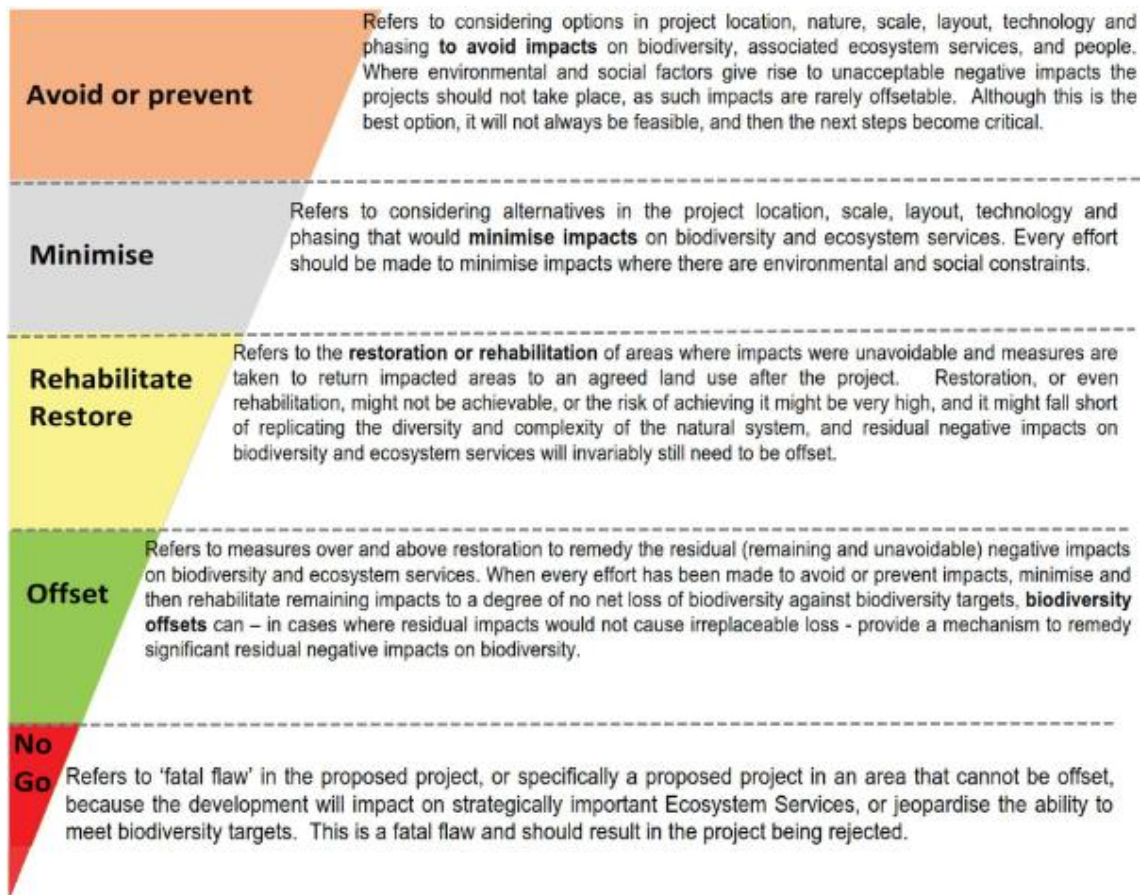 Avoid or prevent
Refers to considering options in project location, nature, scale, layout, technology and
phasing to avoid impacts on biodiversity, associated ecosystem services, and people.
Where environmental and social factors give rise to unacceptable negative impacts the
projects should not take place, as such impacts are rarely offsetable. Although this is the
best option, it will not always be feasible, and then the next steps become critical.
Minimise
Refers to considering alternatives in the project location, scale, layout, technology and
phasing that would minimise impacts on biodiversity and ecosystem services. Every effort
should be made to minimise impacts where there are environmental and social constraints.
Rehabilitate
Restore
Refers to the restoration or rehabilitation of areas where impacts were unavoidable and measures are
taken to return impacted areas to an agreed land use after the project. Restoration, or even
rehabilitation, might not be achievable, or the risk of achieving it might be very high, and it might fall short
of replicating the diversity and complexity of the natural system, and residual negative impacts on
biodiversity and ecosystem services will invariably still need to be offset.
Offset
Refers to measures over and above restoration to remedy the residual (remaining and unavoidable) negative impacts
on biodiversity and ecosystem services. When every effort has been made to avoid or prevent impacts, minimise and
then rehabilitate remaining impacts to a degree of no net loss of biodiversity against biodiversity targets, biodiversity
offsets can – in cases where residual impacts would not cause irreplaceable loss - provide a mechanism to remedy
significant residual negative impacts on biodiversity.
No
Go
Refers to ‘fatal flaw’ in the proposed project, or specifically a proposed project in an area that cannot be offset,
because the development will impact on strategically important Ecosystem Services, or jeopardise the ability to
meet biodiversity targets. This is a fatal flaw and should result in the project being rejected.